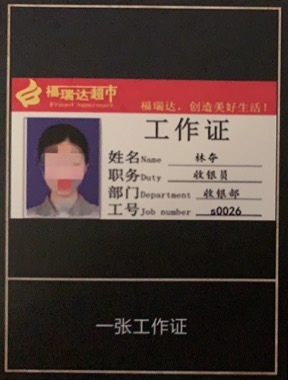 福瑞达超市
福瑞达，创造美好生活！
工作证
姓名Name 林夸
职务Duty 收银员
部门Department 收银部
工号Job number s0026
一张工作证